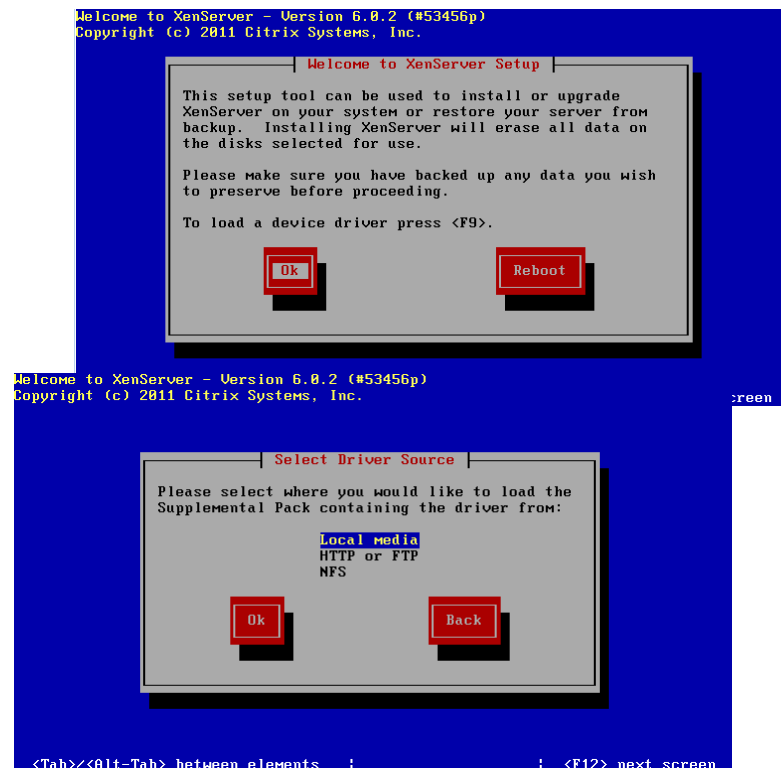 Welcome to XenServer - Version 6.0.2 (#53456p)
Copyright (c) 2011 Citrix Systems, Inc.
Welcome to XenServer Setup
This setup tool can be used to install or upgrade
XenServer on your system or restore your server from
backup.  Installing XenServer will erase all data on
the disks selected for use.
Please make sure you have backed up any data you wish
to preserve before proceeding.
To load a device driver press <F9>.
Ok
Reboot
Welcome to XenServer - Version 6.0.2 (#53456p)
Copyright (c) 2011 Citrix Systems, Inc.
Select Driver Source
Please select where you would like to load the
Supplemental Pack containing the driver from:
Local media
HTTP or FTP
NFS
Ok
Back
<Tab>/<Alt-Tab> between elements | | <F12> next screen